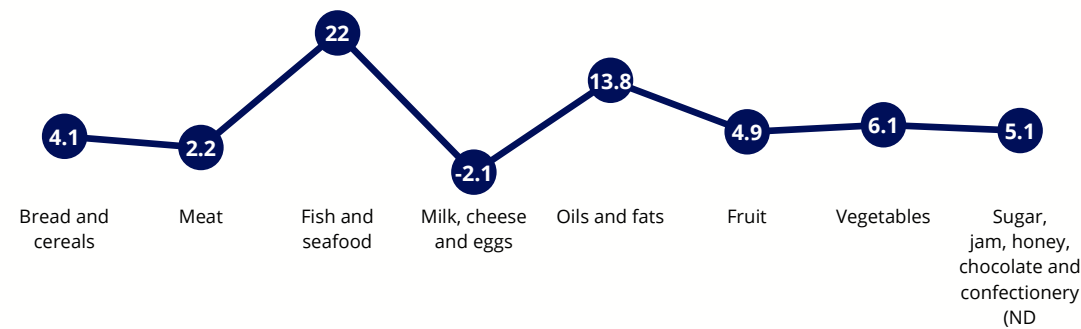 22
13.8
4.1
2.2
-2.1
4.9
6.1
5.1
Bread and
cereals
Meat
Fish and
seafood
Milk, cheese
and eggs
Oils and fats
Fruit
Vegetables
Sugar,
jam, honey,
chocolate and
confectionery
(ND